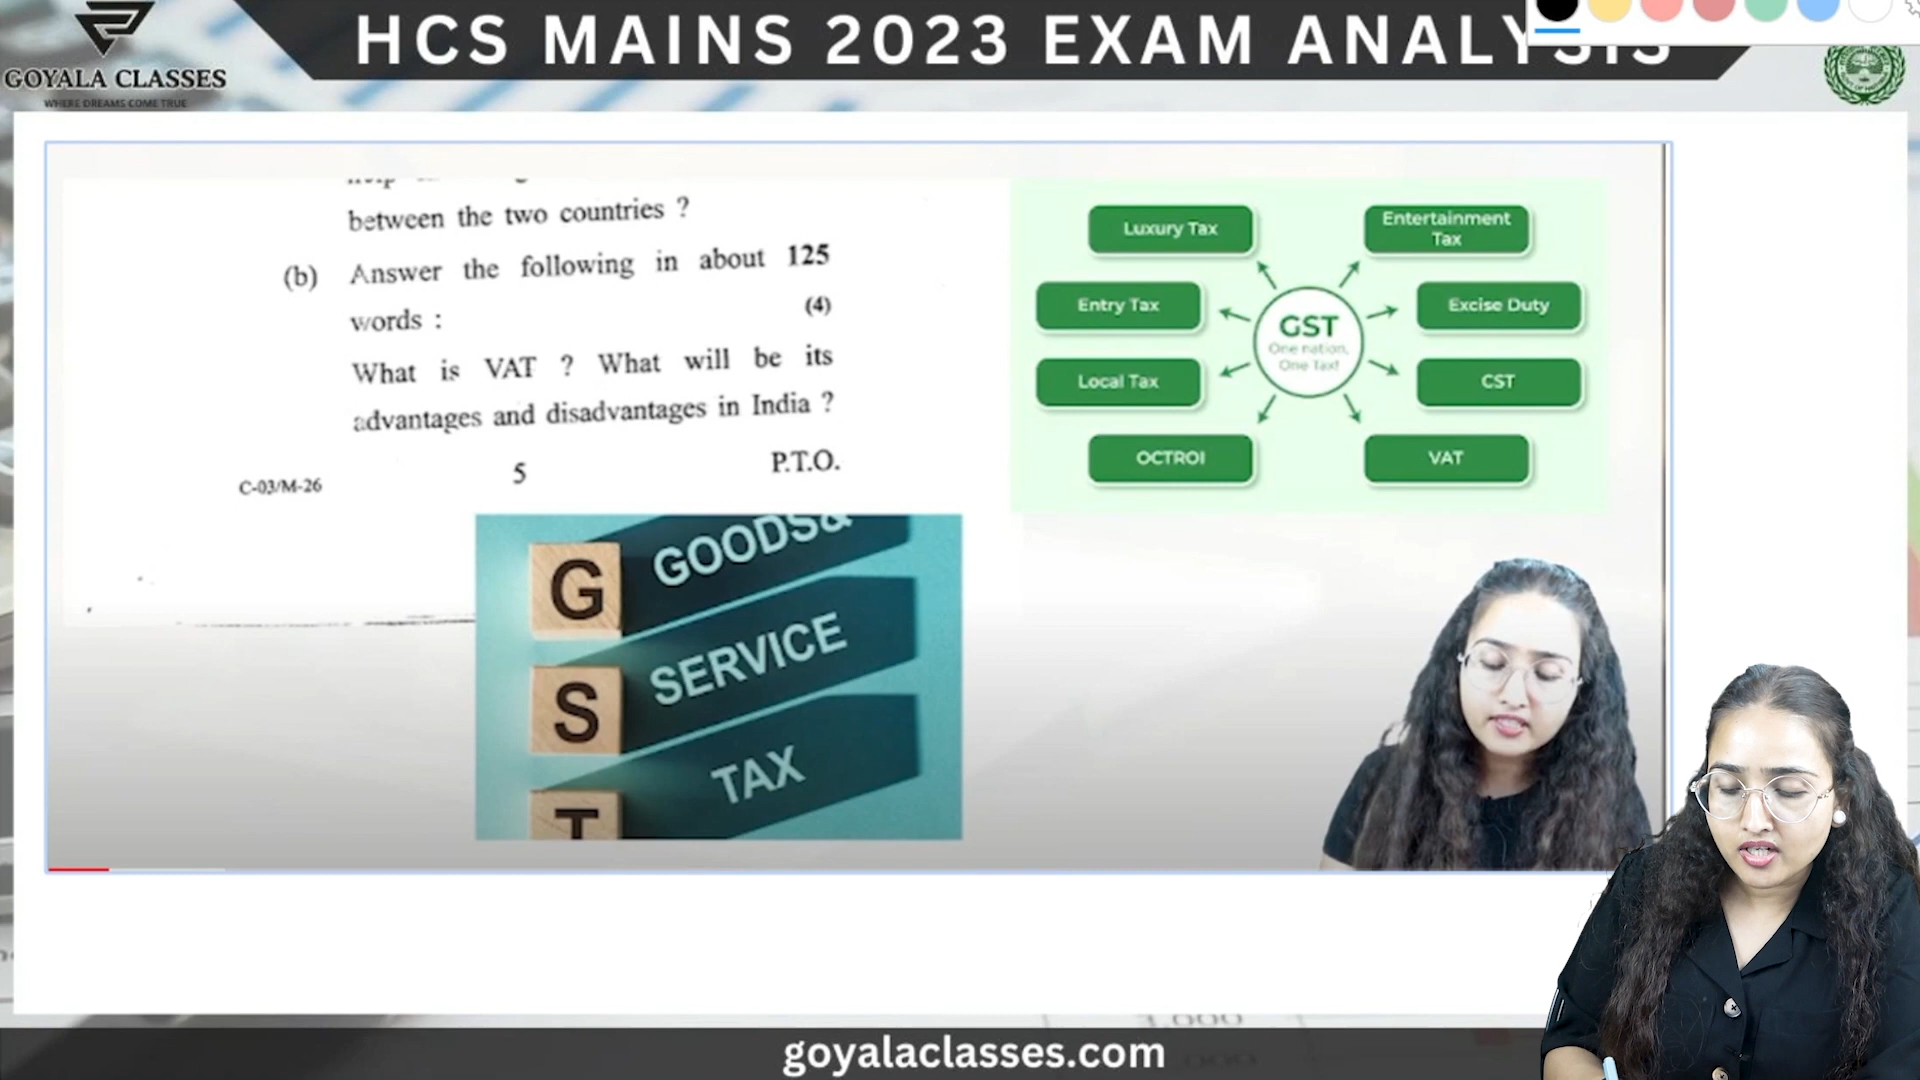 HCS MAINS 2023 EXAM ANALYSIS
GOYALA CLASSES
WHERE DREAMS COME TRUE
between the two countries ?
(b) Answer the following in about 125
words : (4)
What is VAT ? What will be its
advantages and disadvantages in India ?
C-03/M-26 5 P.T.O.
Luxury Tax
Entertainment
Tax
Entry Tax
Excise Duty
GST
One nation,
One Tax!
Local Tax
CST
OCTROI
VAT
G GOODS&
S SERVICE
T TAX
goyalaclasses.com